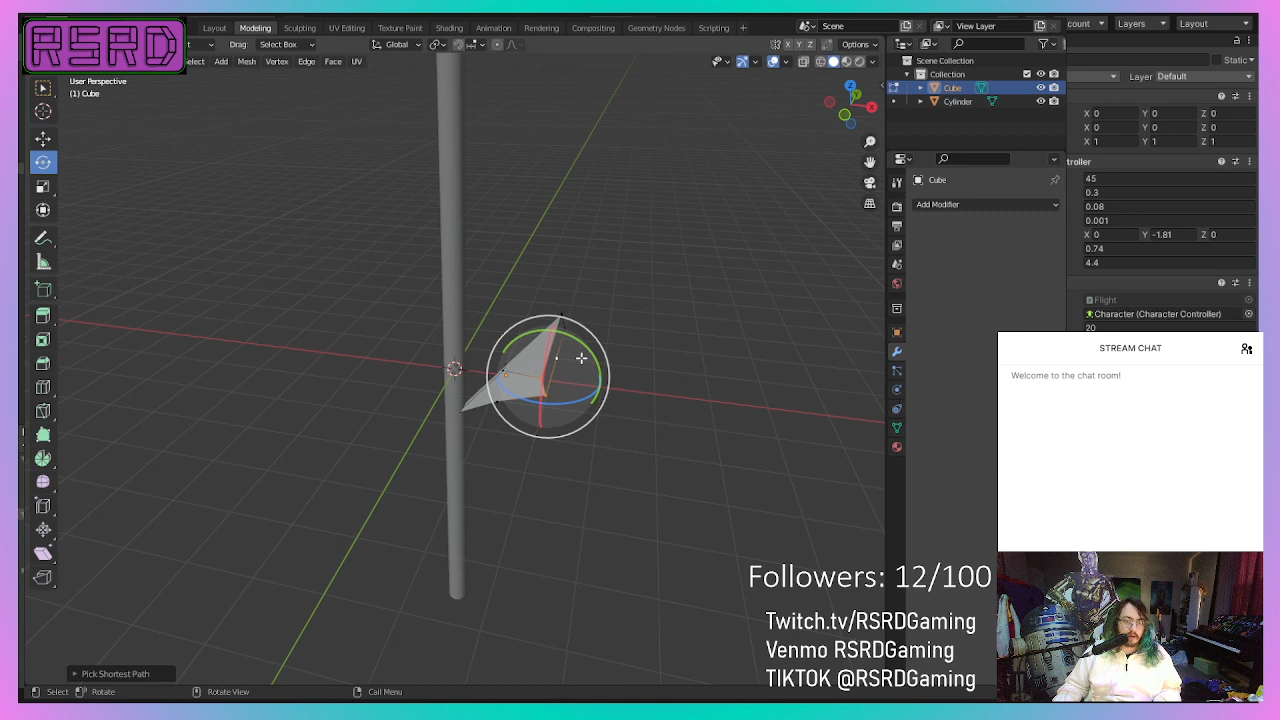 RSRD
Layout
Modeling
Sculpting
UV Editing
Texture Paint
Shading
Animation
Rendering
Compositing
Geometry Nodes
Scripting
+
Scene
View Layer
count
Layers
Layout
Drag:
Select Box
Global
X Y Z
Options
Static
elect
Add
Mesh
Vertex
Edge
Face
UV
User Perspective
(1) Cube
Scene Collection
Collection
Cube
Cylinder
Layer
Default
X 0 Y 0 Z 0
X 0 Y 0 Z 0
X 1 Y 1 Z 1
Z
Y
X
Cube
Add Modifier
troller
45
0.3
0.08
0.001
X 0 Y -1.81 Z 0
0.74
4.4
Flight
Character (Character Controller)
20
STREAM CHAT
Welcome to the chat room!
Followers: 12/100
Twitch.tv/RSRDGaming
Venmo RSRDGaming
TIKTOK @RSRDGaming
Pick Shortest Path
Select
Rotate
Rotate View
Call Menu